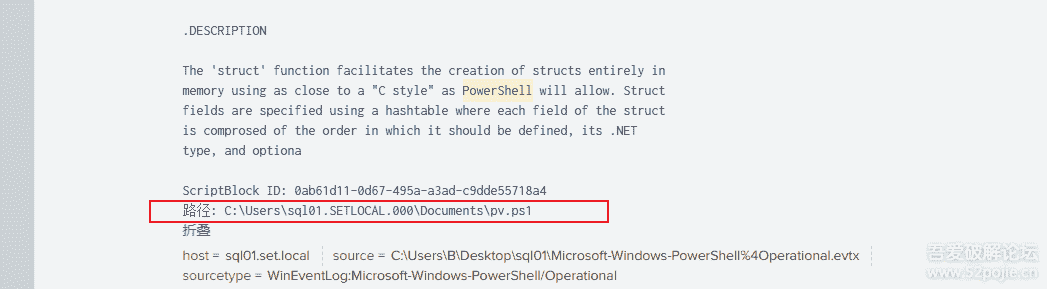 .DESCRIPTION
The 'struct' function facilitates the creation of structs entirely in
memory using as close to a "C style" as PowerShell will allow. Struct
fields are specified using a hashtable where each field of the struct
is comprosed of the order in which it should be defined, its .NET
type, and optiona
ScriptBlock ID: 0ab61d11-0d67-495a-a3ad-c9dde55718a4
路径: C:\Users\sql01.SETLOCAL.000\Documents\pv.ps1
折叠
host = sql01.set.local source = C:\Users\B\Desktop\sql01\Microsoft-Windows-PowerShell%4Operational.evtx
sourcetype = WinEventLog:Microsoft-Windows-PowerShell/Operational
吾爱破解论坛
www.52pojie.cn